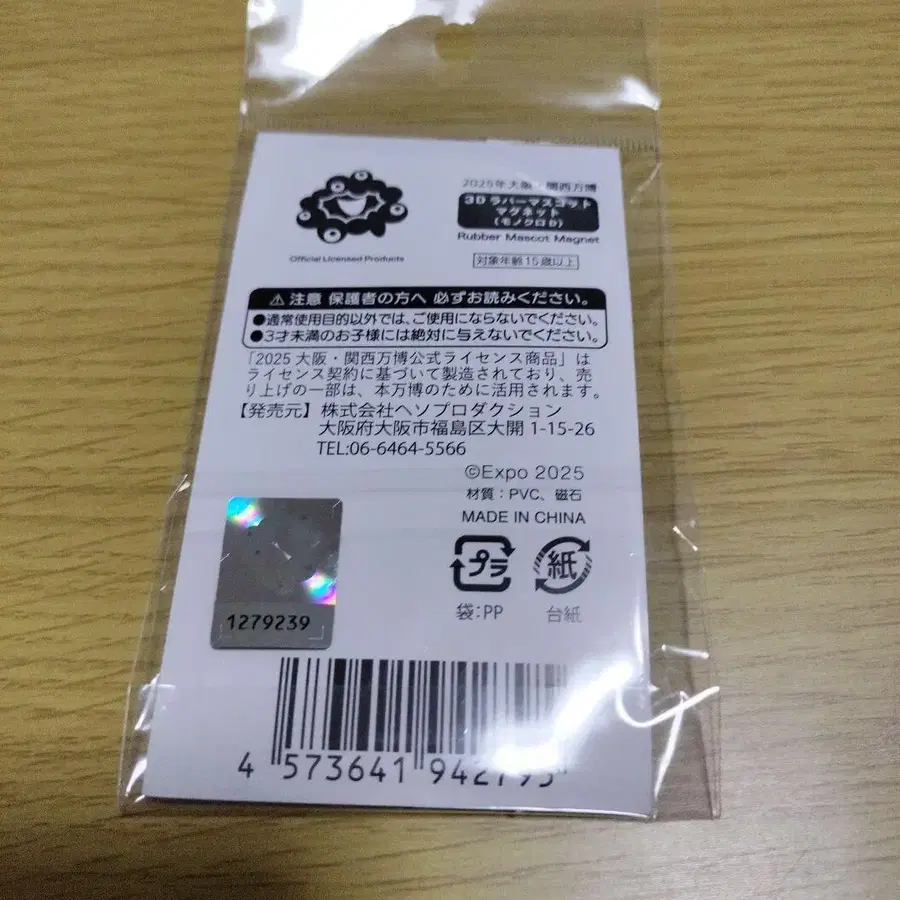 2025年大阪・関西万博
3D ラバーマスコット
マグネット
(モノクロ D)
Rubber Mascot Magnet
Official Licensed Products
対象年齢15歳以上
⚠注意 保護者の方へ 必ずお読みください。
●通常使用目的以外では、ご使用にならないでください。
●3才未満のお子様には絶対に与えないでください。
「2025 大阪・関西万博公式ライセンス商品」は
ライセンス契約に基づいて製造されており、売
り上げの一部は、本万博のために活用されます。
【発売元】株式会社ヘソプロダクション
大阪府大阪市福島区大開 1-15-26
TEL:06-6464-5566
©Expo 2025
材質：PVC、磁石
MADE IN CHINA
プラ
紙
袋:PP
台紙
1279239
4 573641 942795